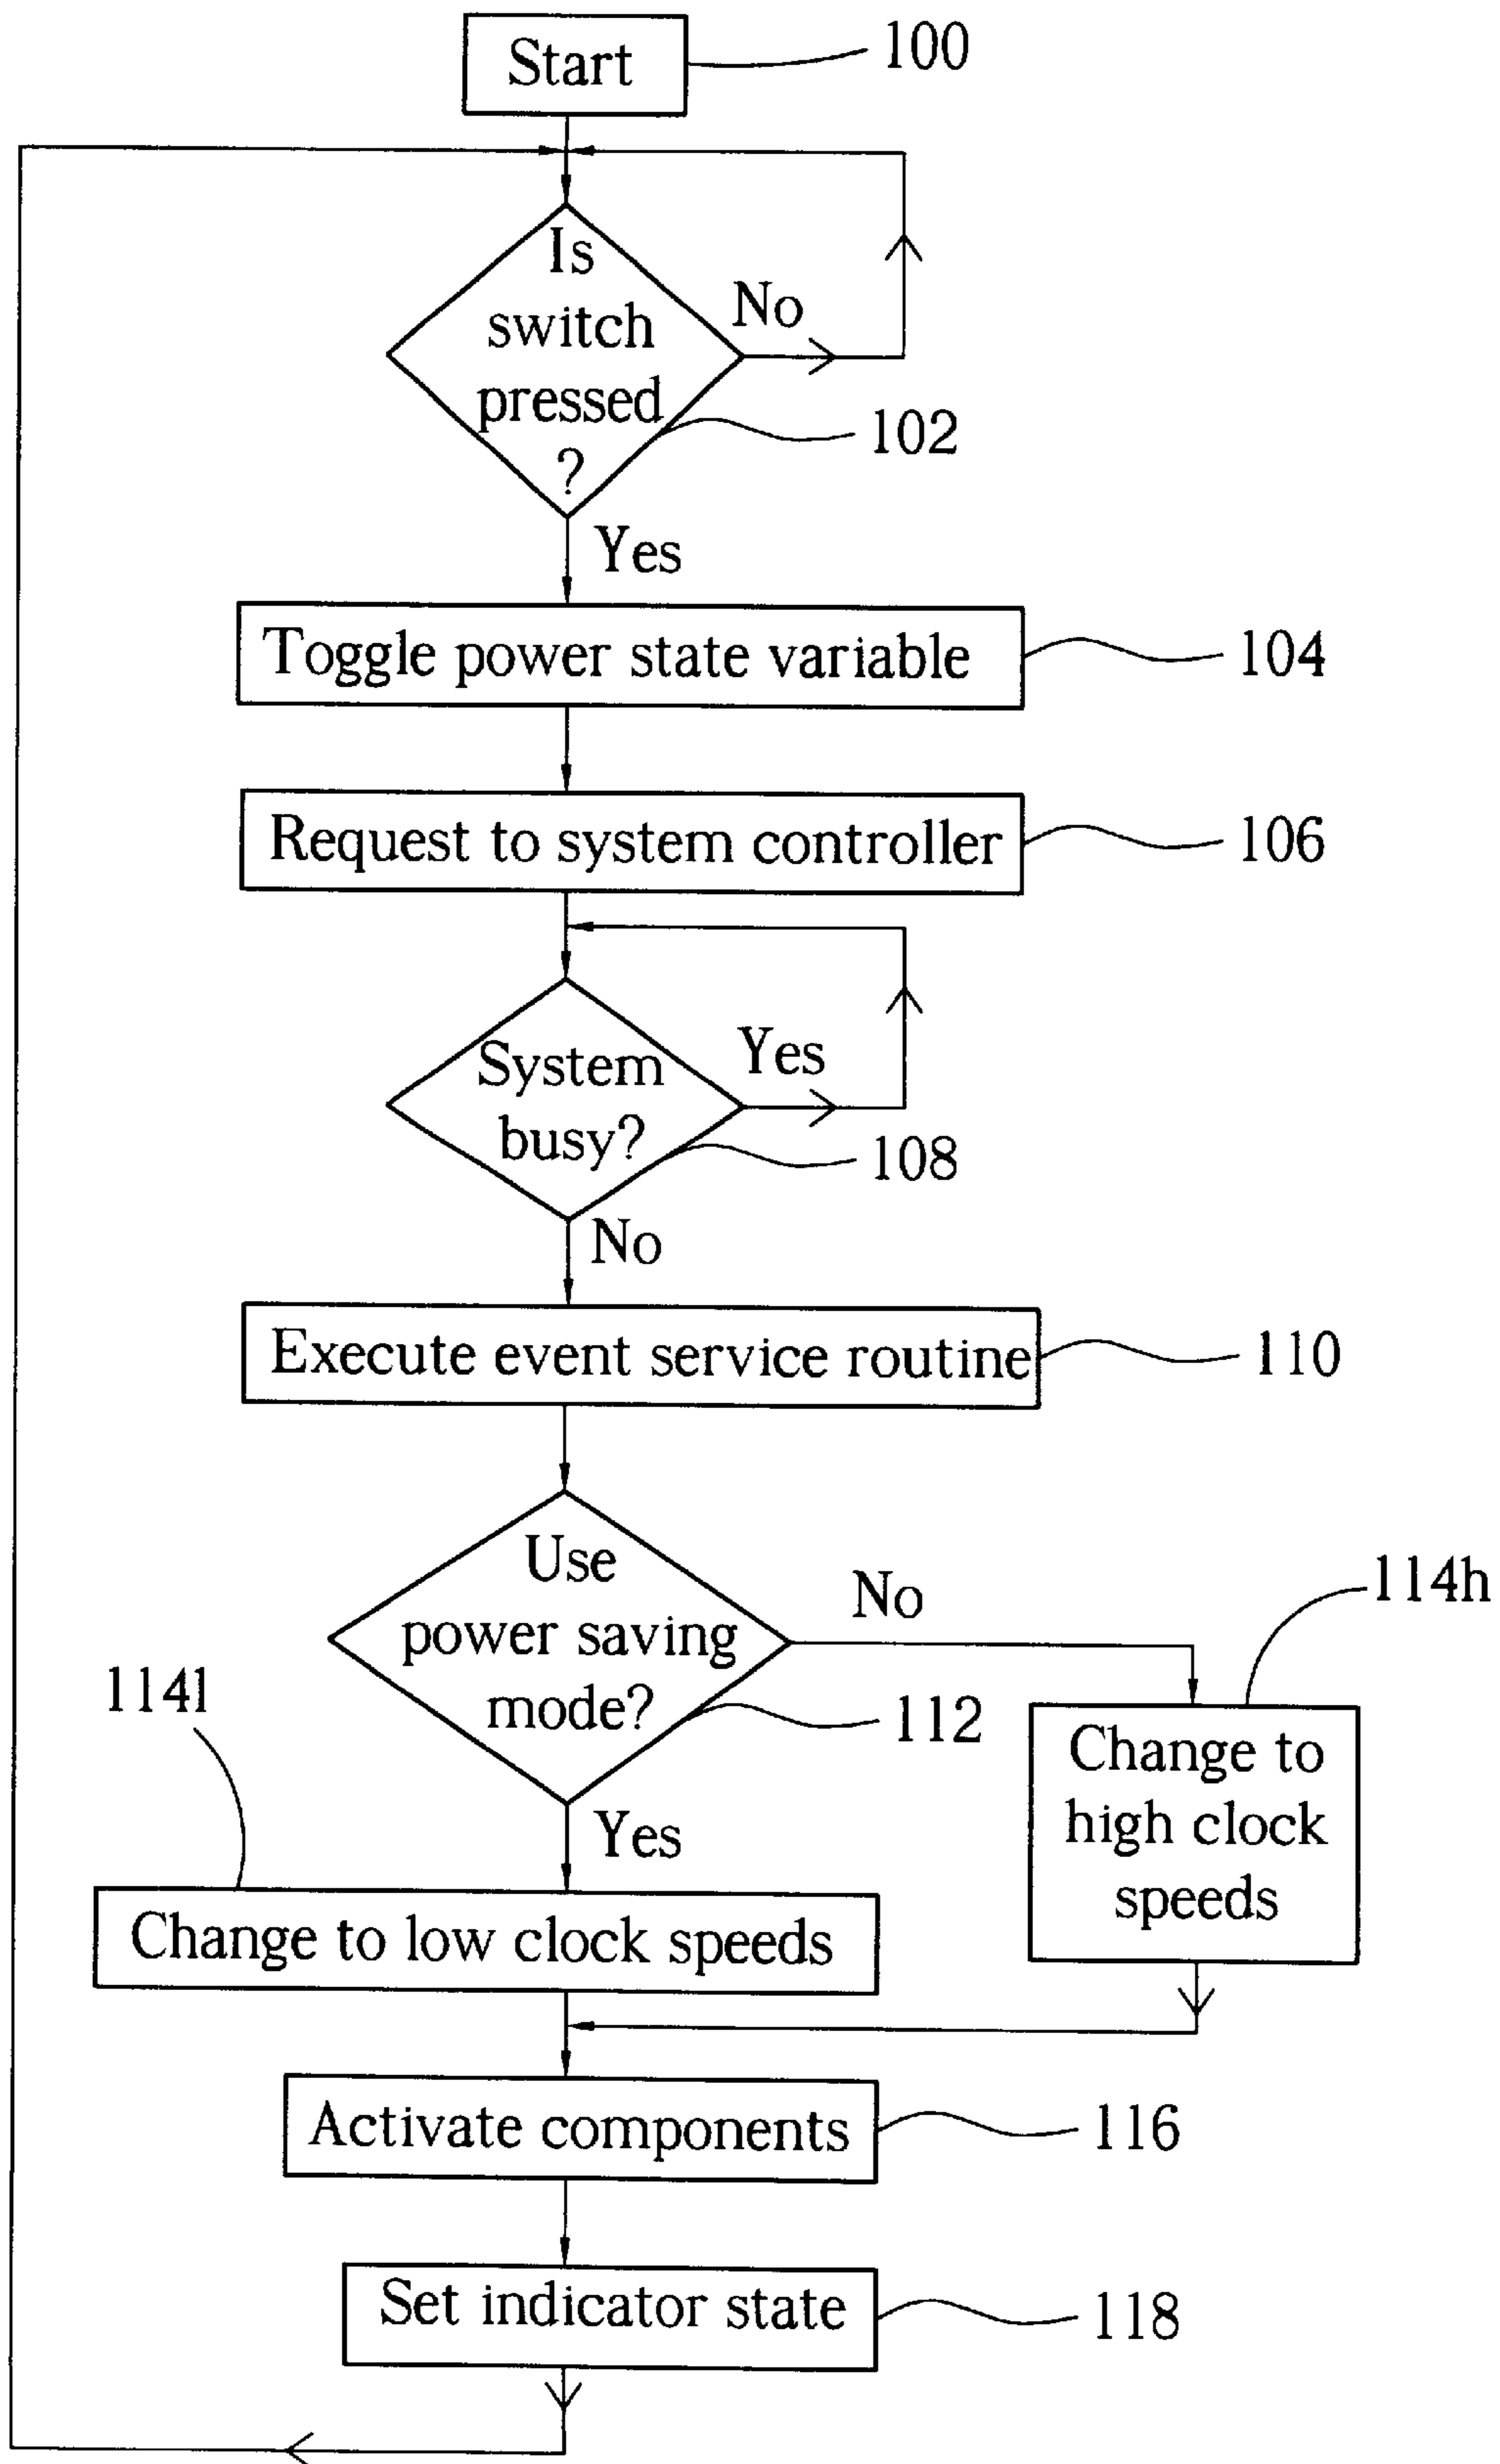 Start
100
Is
switch
pressed
?
No
102
Yes
Toggle power state variable
104
Request to system controller
106
System
busy?
Yes
108
No
Execute event service routine
110
Use
power saving
mode?
No
112
114h
Change to
high clock
speeds
Yes
114l
Change to low clock speeds
Activate components
116
Set indicator state
118